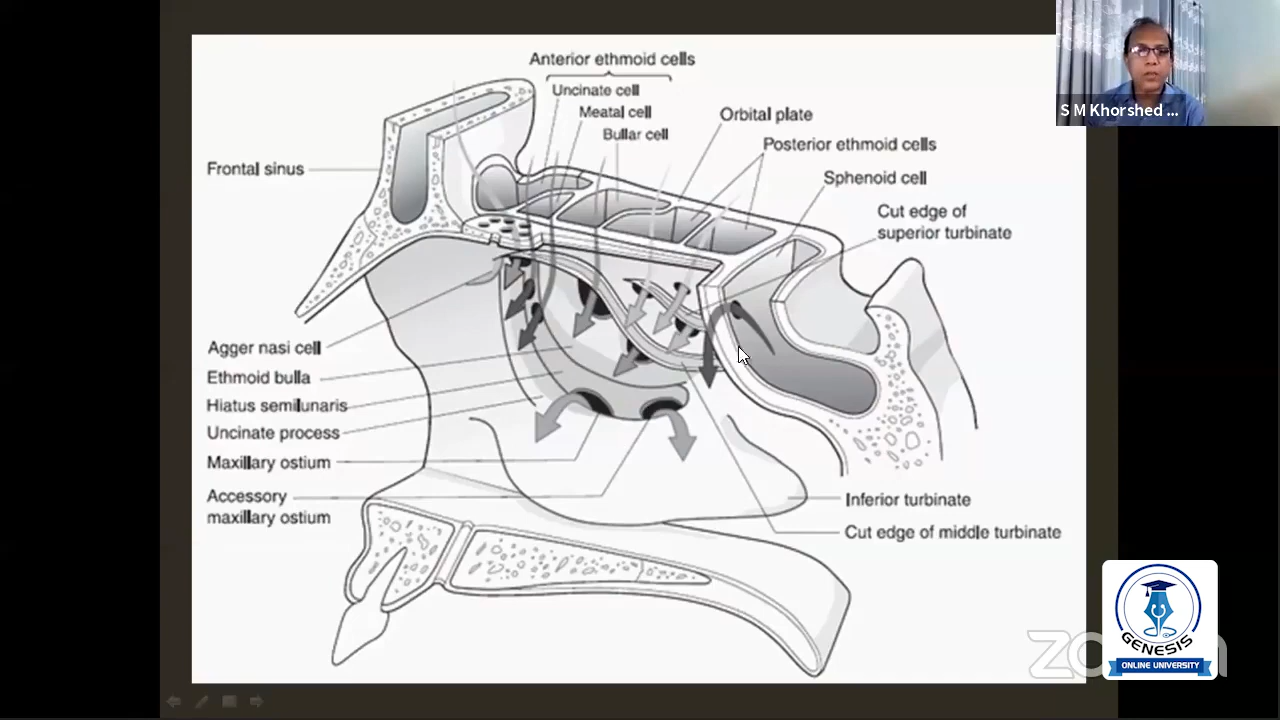 Anterior ethmoid cells
Uncinate cell
Meatal cell
Bullar cell
Orbital plate
Posterior ethmoid cells
Sphenoid cell
Cut edge of
superior turbinate
Frontal sinus
Agger nasi cell
Ethmoid bulla
Hiatus semilunaris
Uncinate process
Maxillary ostium
Accessory
maxillary ostium
Inferior turbinate
Cut edge of middle turbinate
S M Khorshed ...
zoom
GENESIS
ONLINE UNIVERSITY